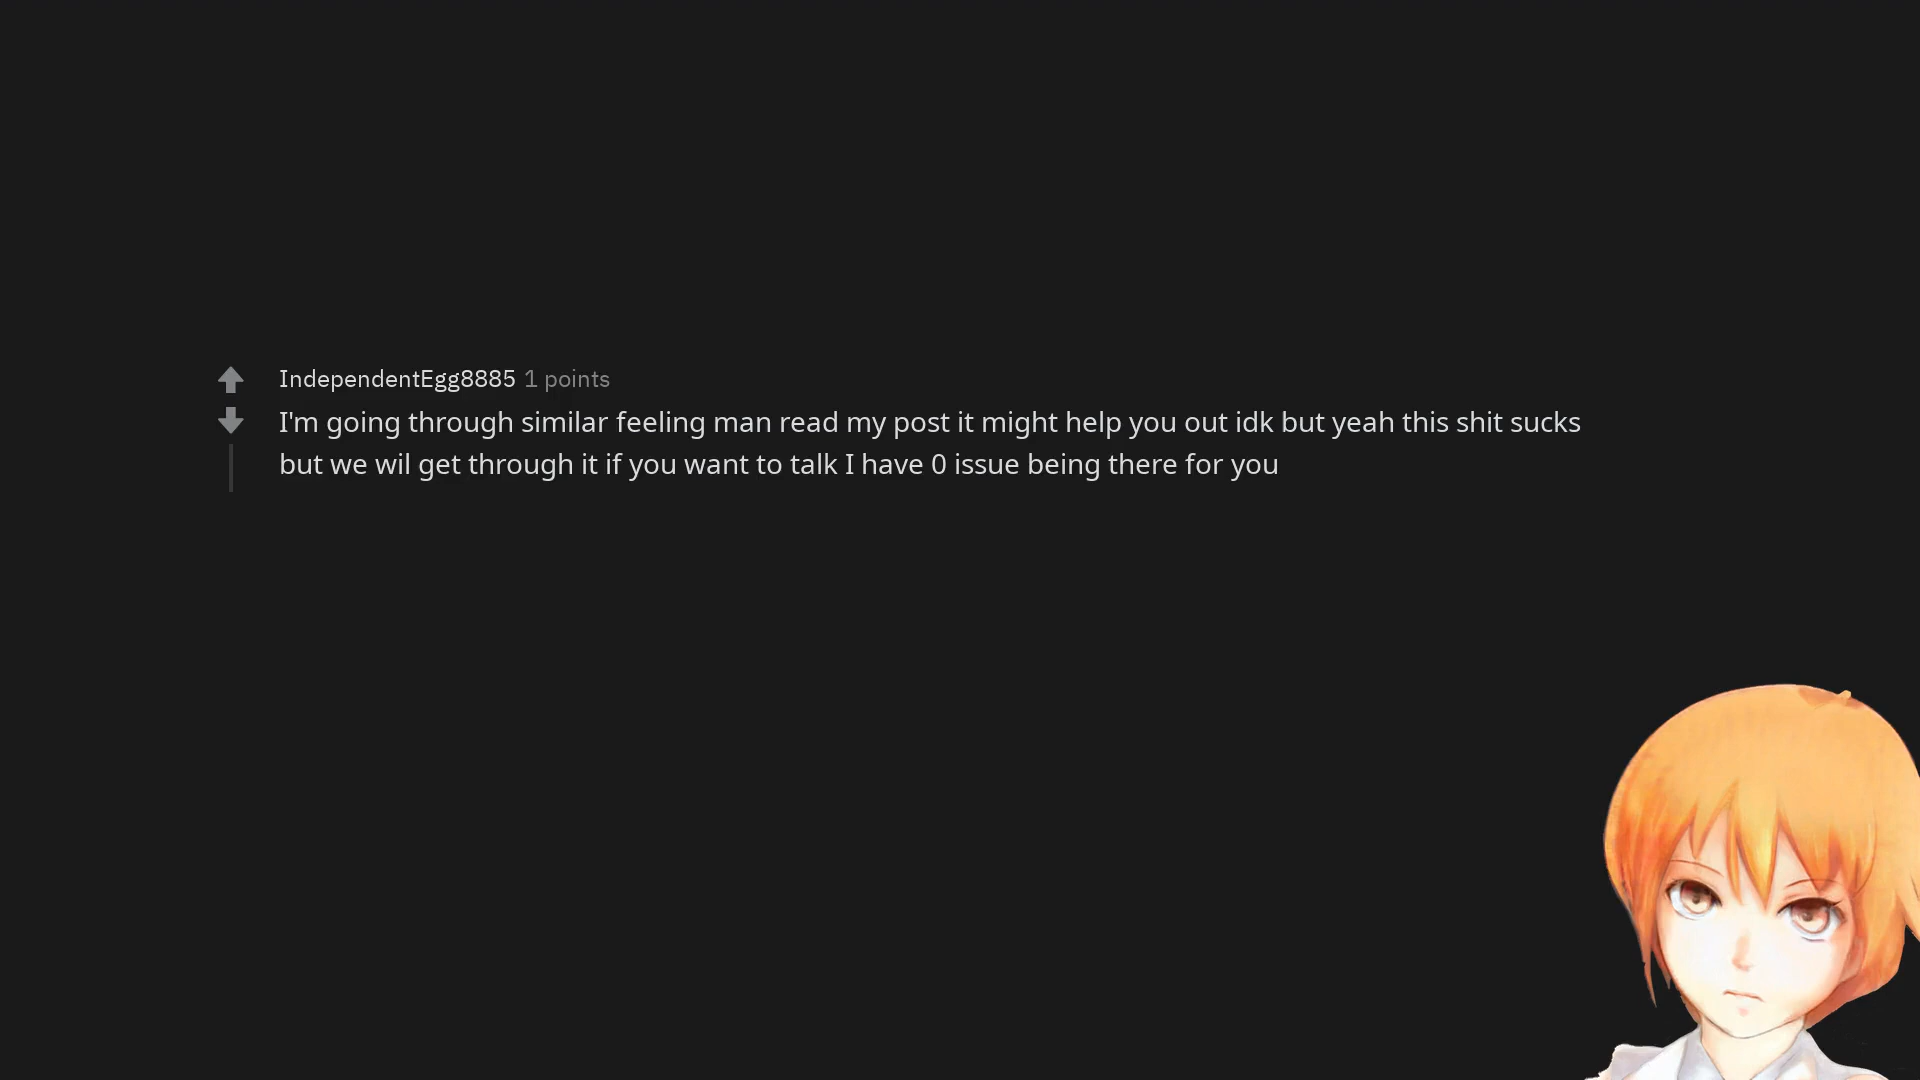 IndependentEgg8885 1 points
I'm going through similar feeling man read my post it might help you out idk but yeah this shit sucks
but we wil get through it if you want to talk I have 0 issue being there for you